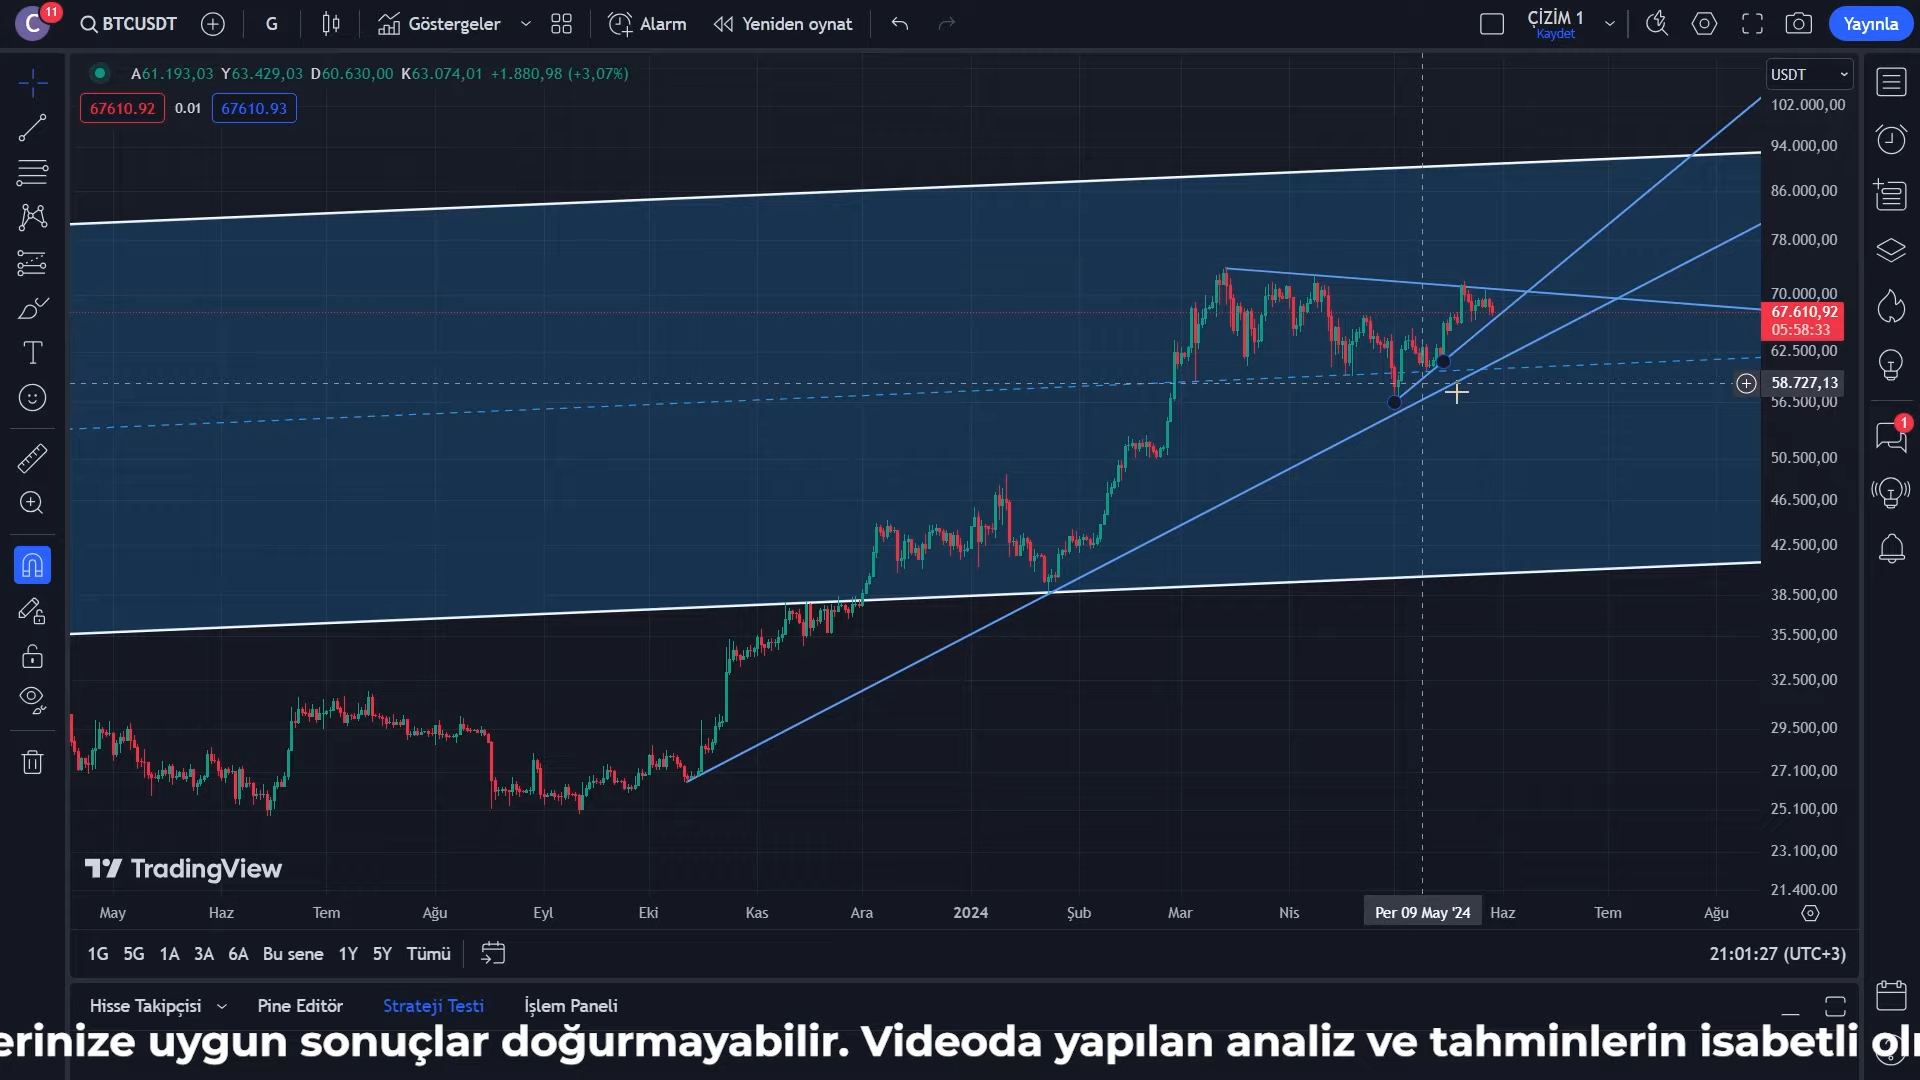 C 11 BTCUSDT G Göstergeler Alarm Yeniden oynat ÇİZİM 1 Kaydet Yayınla
A61.193,03 Y63.429,03 D60.630,00 K63.074,01 +1.880,98 (+3,07%)
USDT
67610.92 0.01 67610.93
102.000,00
94.000,00
86.000,00
78.000,00
70.000,00
67.610,92
05:58:33
62.500,00
58.727,13
56.500,00
1
50.500,00
46.500,00
42.500,00
38.500,00
35.500,00
32.500,00
29.500,00
27.100,00
25.100,00
23.100,00
21.400.00
TradingView
May Haz Tem Ağu Eyl Eki Kas Ara 2024 Şub Mar Nis Per 09 May '24 Haz Tem Ağu
1G 5G 1A 3A 6A Bu sene 1Y 5Y Tümü 21:01:27 (UTC+3)
Hisse Takipçisi Pine Editör Strateji Testi İşlem Paneli
erinize uygun sonuçlar doğurmayabilir. Videoda yapılan analiz ve tahminlerin isabetli olm